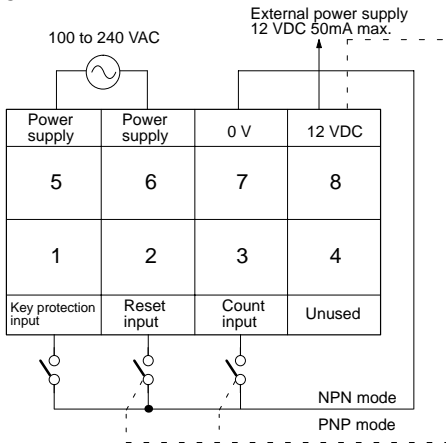 External power supply
12 VDC 50mA max.
100 to 240 VAC
Power supply
Power supply
0 V
12 VDC
5
6
7
8
1
2
3
4
Key protection input
Reset input
Count input
Unused
NPN mode
PNP mode